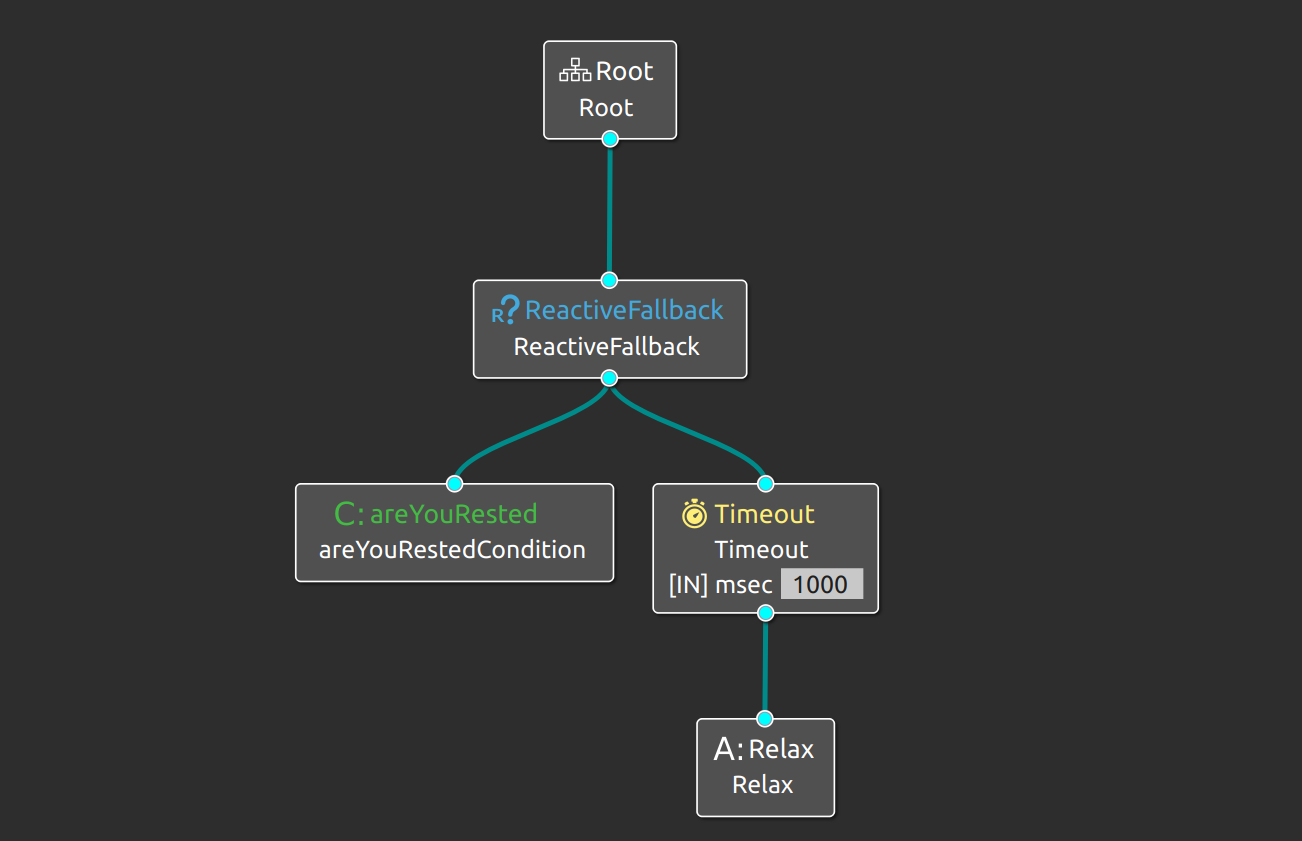 Root
Root
R? ReactiveFallback
ReactiveFallback
C: areYouRested
areYouRestedCondition
Timeout
Timeout
[IN] msec 1000
A: Relax
Relax